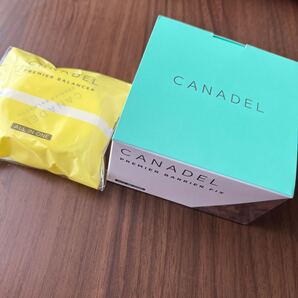 CANADEL
PREMIER BALANCER
ALL IN ONE
CANADEL
CANADEL
PREMIER BARRIER FIX